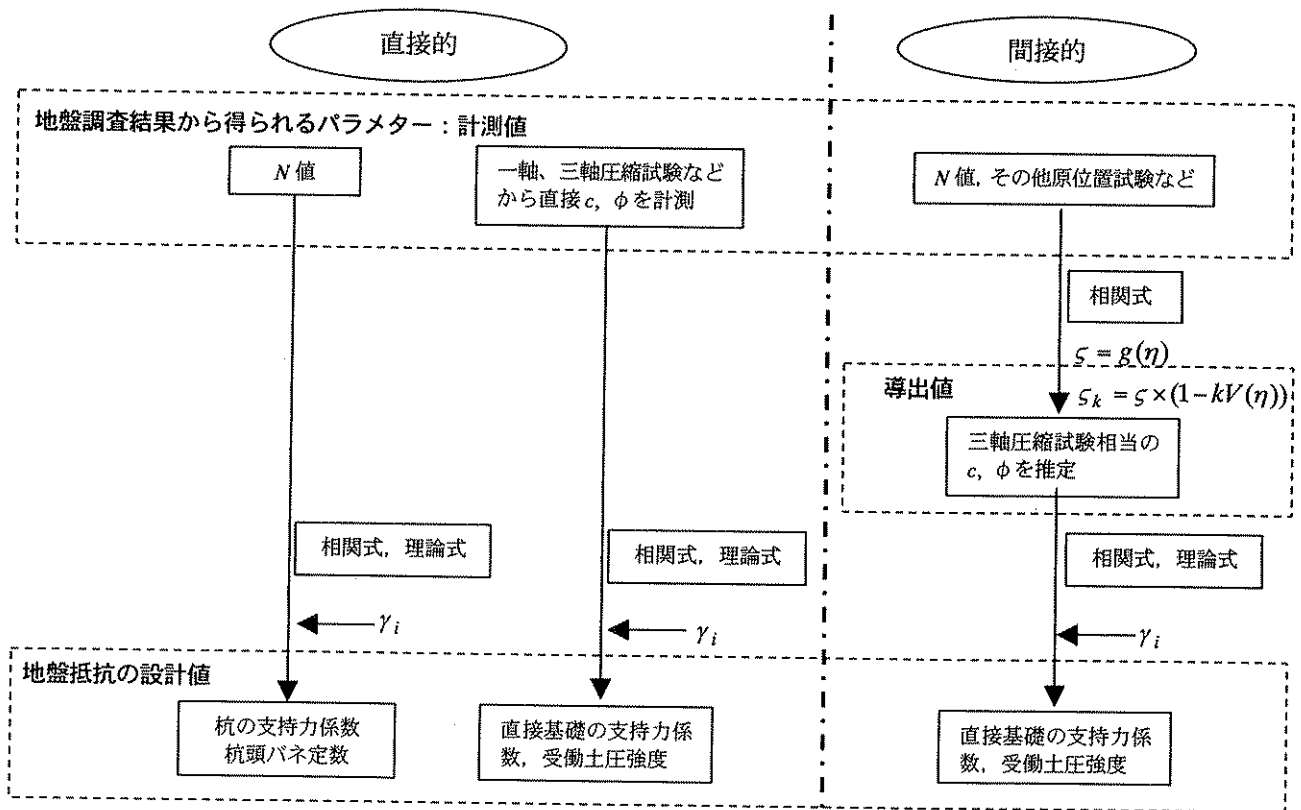 直接的
間接的
地盤調査結果から得られるパラメター：計測値
N 値
一軸、三軸圧縮試験など
から直接 c, φを計測
N 値, その他原位置試験など
相関式
ς = g(η)
導出値
ς_k = ς×(1−kV(η))
三軸圧縮試験相当の
c, φを推定
相関式, 理論式
相関式, 理論式
相関式, 理論式
γ_i
γ_i
γ_i
地盤抵抗の設計値
杭の支持力係数
杭頭バネ定数
直接基礎の支持力係
数, 受働土圧強度
直接基礎の支持力係
数, 受働土圧強度